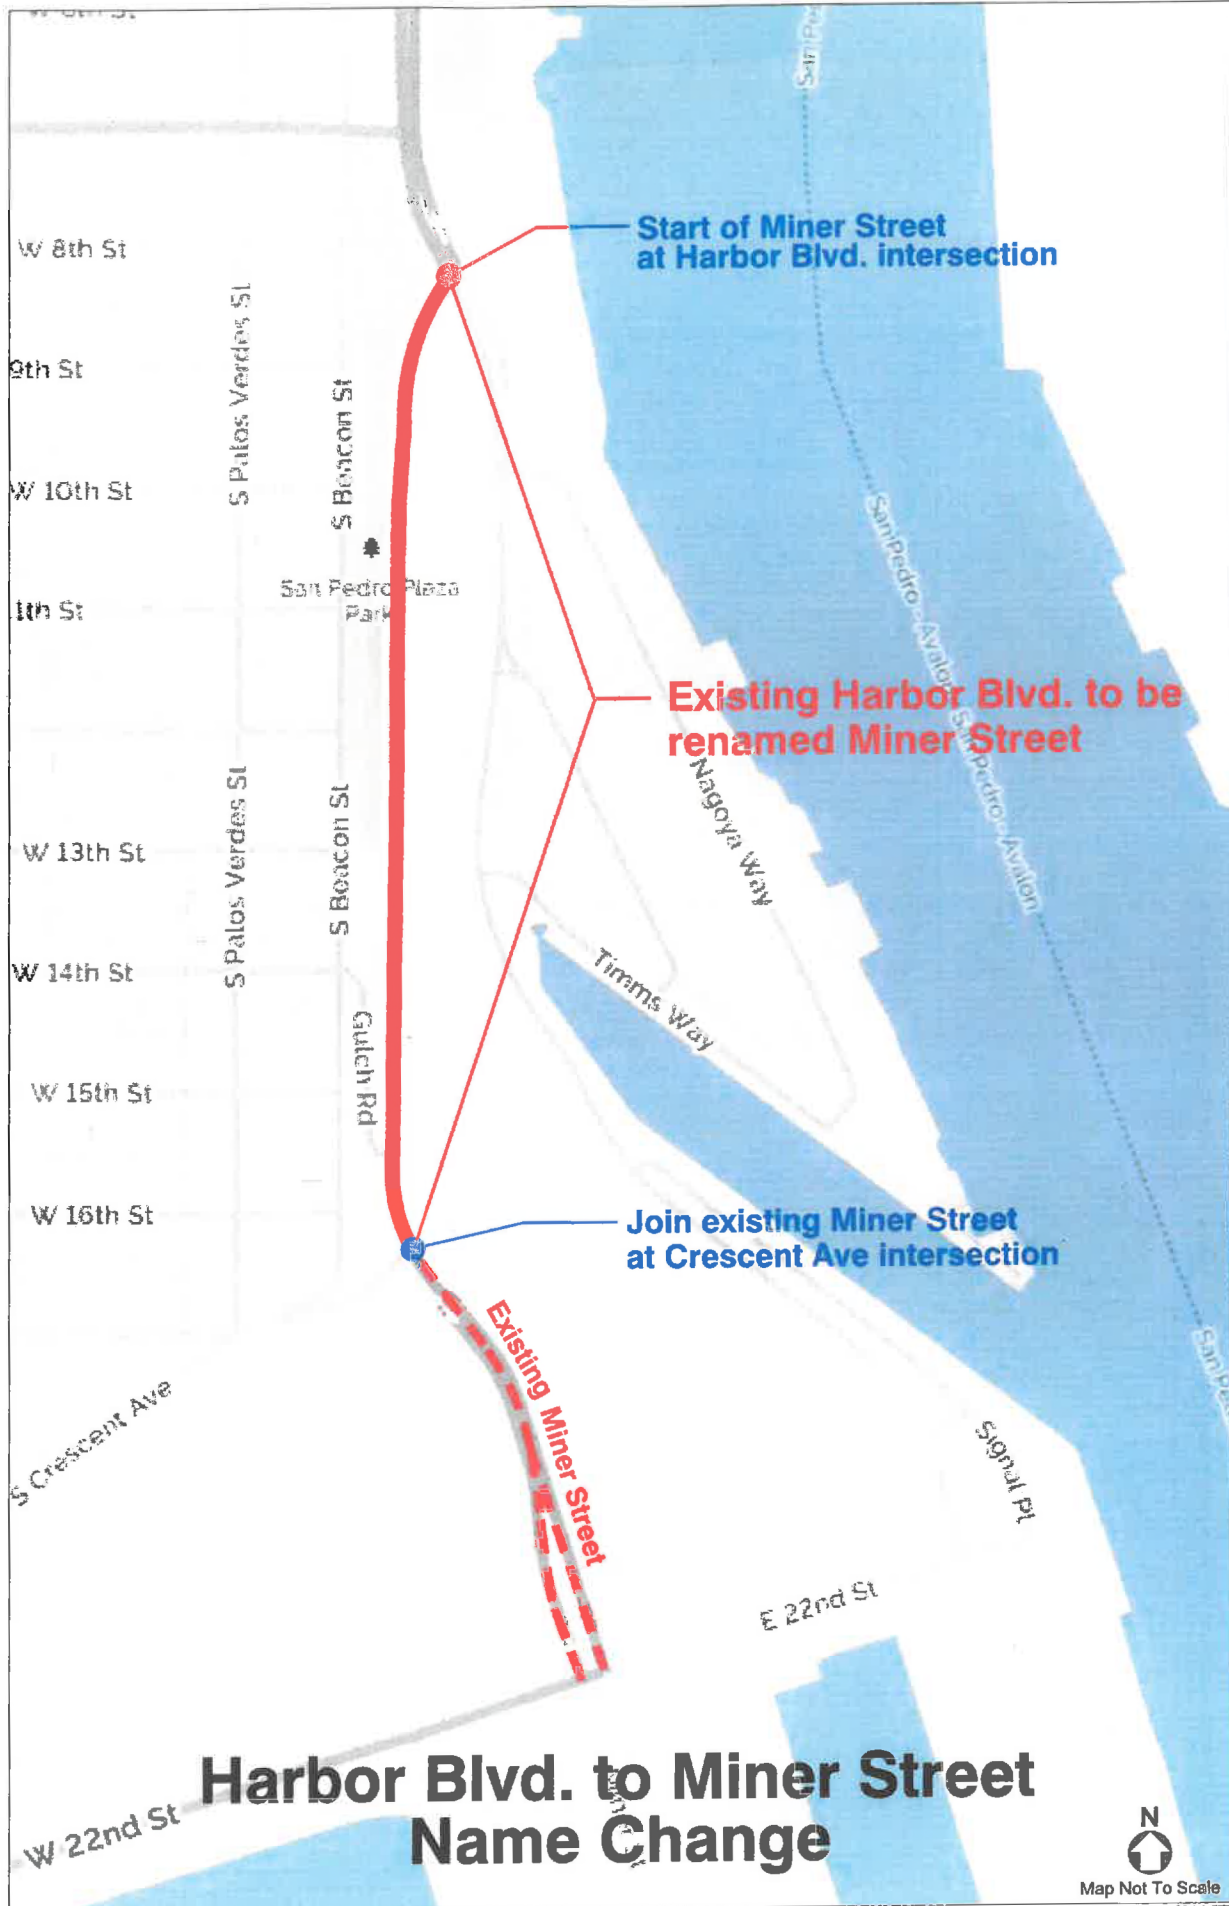 W 8th St
Start of Miner Street
at Harbor Blvd. intersection
S Palos Verdes St
9th St
S Beacon St
W 10th St
San Pedro - Avalon
San Pedro Plaza
Park
1th St
Existing Harbor Blvd. to be
renamed Miner Street
San Pedro - Avalon
Nagoya Way
S Palos Verdes St
S Beacon St
W 13th St
W 14th St
Timms Way
Gulch Rd
W 15th St
W 16th St
Join existing Miner Street
at Crescent Ave intersection
Existing Miner Street
S Crescent Ave
Signal Pl
E 22nd St
Harbor Blvd. to Miner Street
Name Change
W 22nd St
N
Map Not To Scale